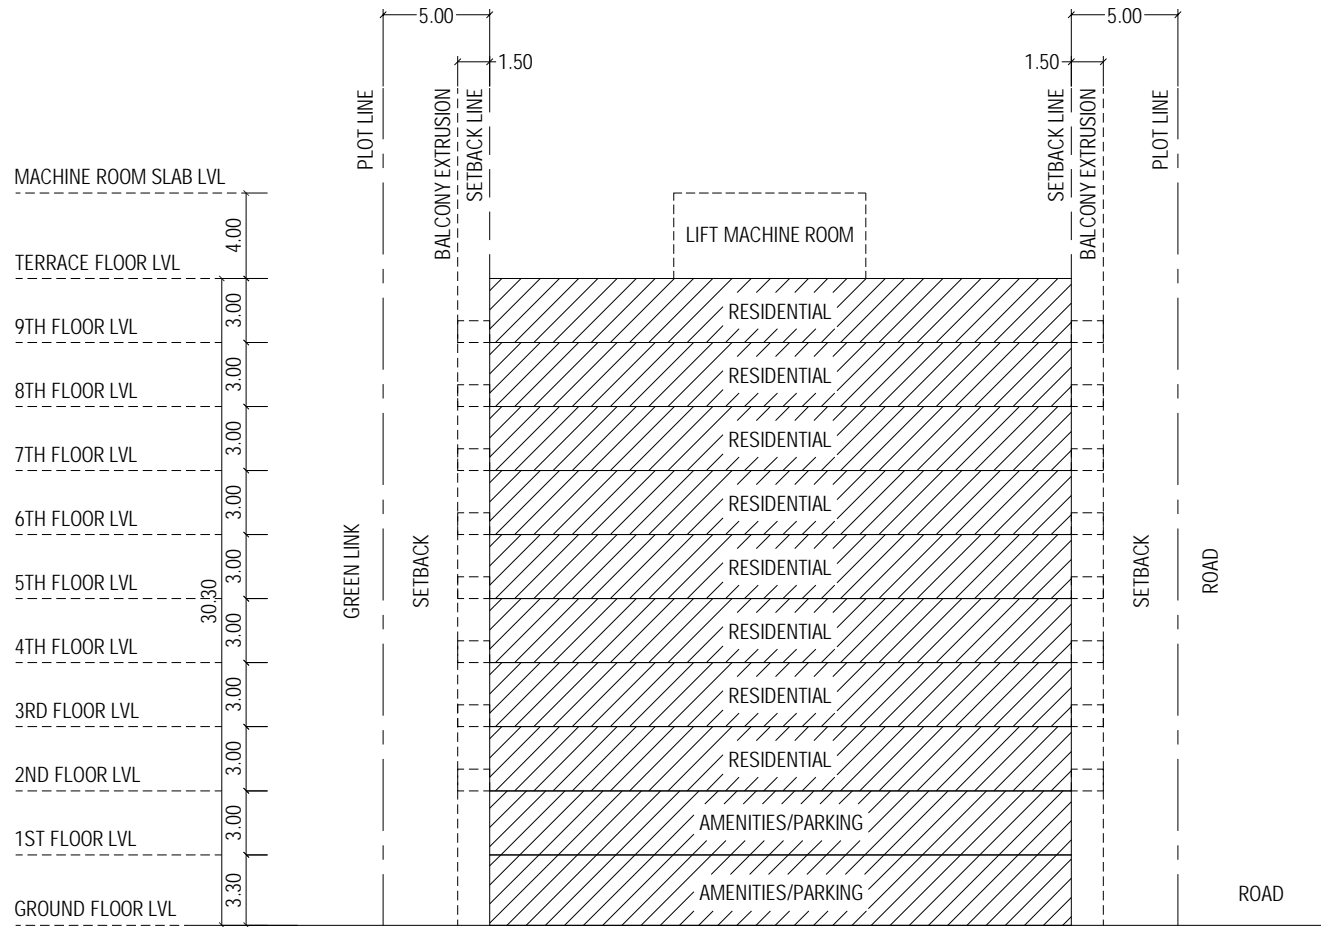 5.00
5.00
1.50
1.50
PLOT LINE
BALCONY EXTRUSION
SETBACK LINE
SETBACK LINE
BALCONY EXTRUSION
PLOT LINE
MACHINE ROOM SLAB LVL
4.00
LIFT MACHINE ROOM
TERRACE FLOOR LVL
3.00
RESIDENTIAL
9TH FLOOR LVL
3.00
RESIDENTIAL
8TH FLOOR LVL
3.00
RESIDENTIAL
7TH FLOOR LVL
3.00
RESIDENTIAL
6TH FLOOR LVL
3.00
RESIDENTIAL
5TH FLOOR LVL
30.30
GREEN LINK
SETBACK
SETBACK
ROAD
3.00
RESIDENTIAL
4TH FLOOR LVL
3.00
RESIDENTIAL
3RD FLOOR LVL
3.00
RESIDENTIAL
2ND FLOOR LVL
3.00
AMENITIES/PARKING
1ST FLOOR LVL
3.30
AMENITIES/PARKING
GROUND FLOOR LVL
ROAD